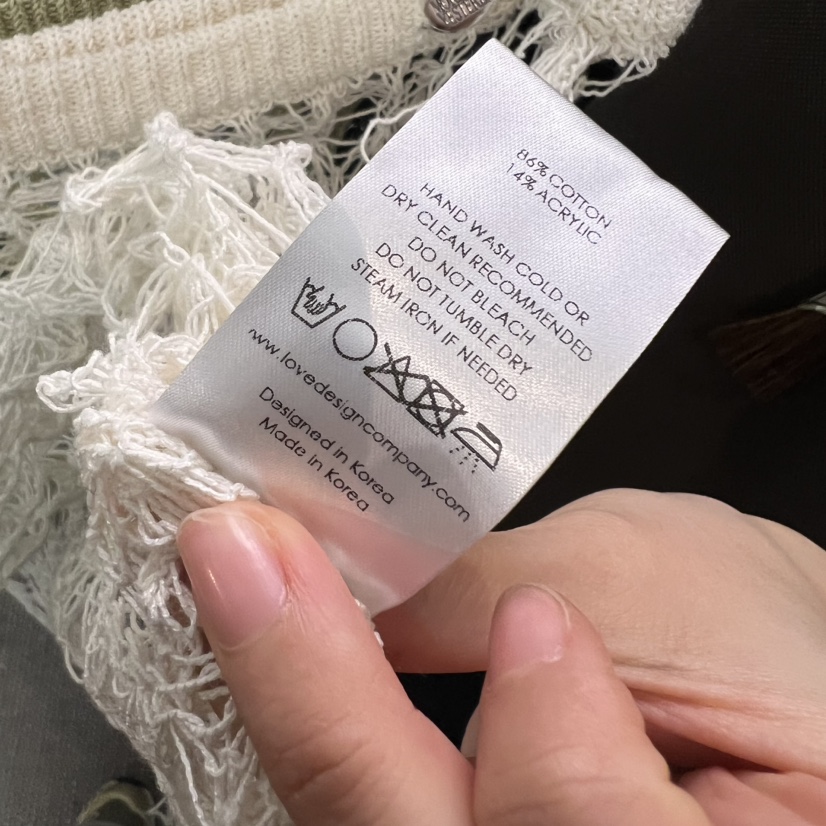 86% COTTON
14% ACRYLIC
HAND WASH COLD OR
DRY CLEAN RECOMMENDED
DO NOT BLEACH
DO NOT TUMBLE DRY
STEAM IRON IF NEEDED
www.lovedesigncompany.com
Designed in Korea
Made in Korea